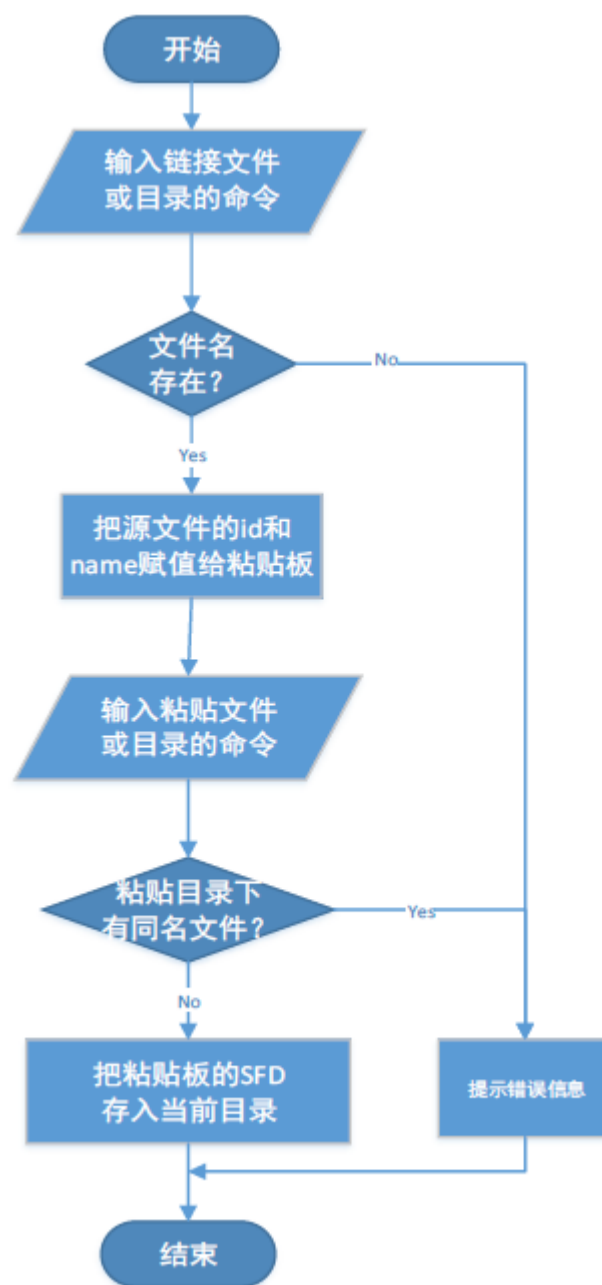 开始
输入链接文件
或目录的命令
文件名
存在？
No
Yes
把源文件的id和
name赋值给粘贴板
输入粘贴文件
或目录的命令
粘贴目录下
有同名文件？
Yes
No
把粘贴板的SFD
存入当前目录
提示错误信息
结束